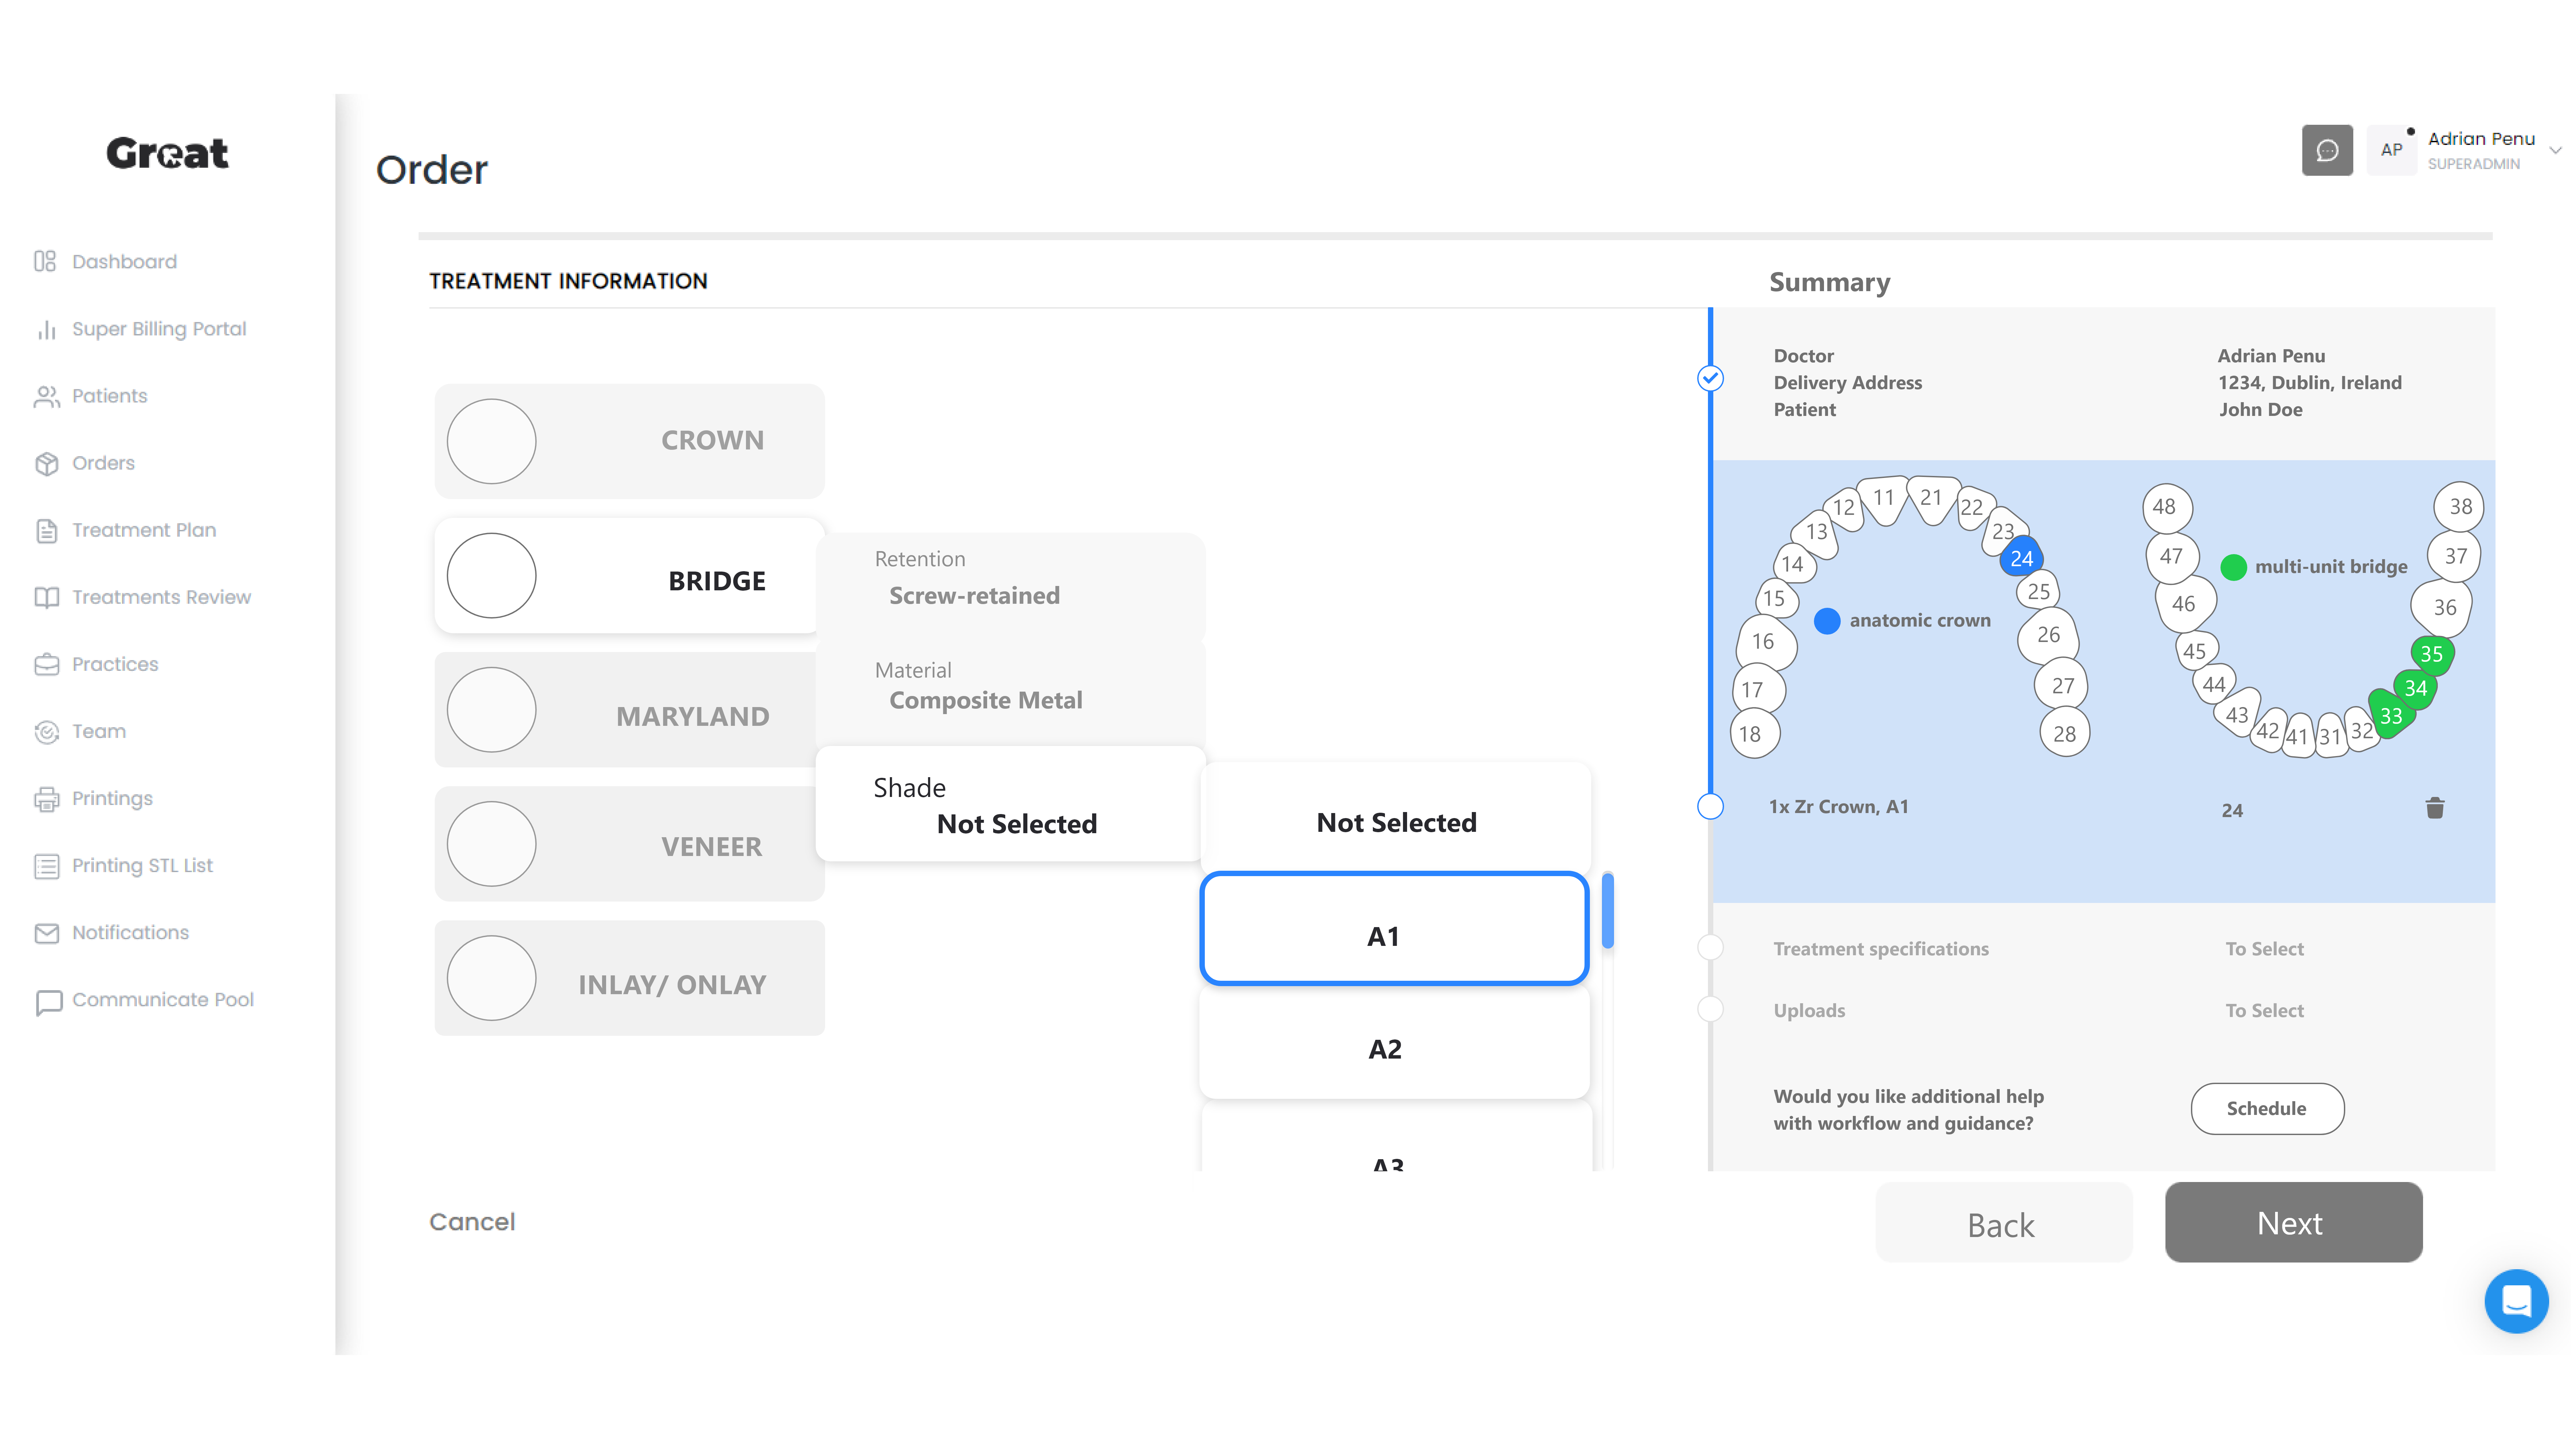 Great
Dashboard
Super Billing Portal
Patients
Orders
Treatment Plan
Treatments Review
Practices
Team
Printings
Printing STL List
Notifications
Communicate Pool
Order
AP
Adrian Penu
SUPERADMIN
TREATMENT INFORMATION
CROWN
BRIDGE
MARYLAND
VENEER
INLAY/ ONLAY
Retention
Screw-retained
Material
Composite Metal
Shade
Not Selected
Not Selected
A1
A2
A3
Cancel
Summary
Doctor Adrian Penu
Delivery Address 1234, Dublin, Ireland
Patient John Doe
11 21
12 22
13 23
14 24
15 25
16 26
17 27
18 28
anatomic crown
48 38
47 37
46 36
45 35
44 34
43 33
42 41 31 32
multi-unit bridge
1x Zr Crown, A1 24
Treatment specifications To Select
Uploads To Select
Would you like additional help
with workflow and guidance?
Schedule
Back
Next